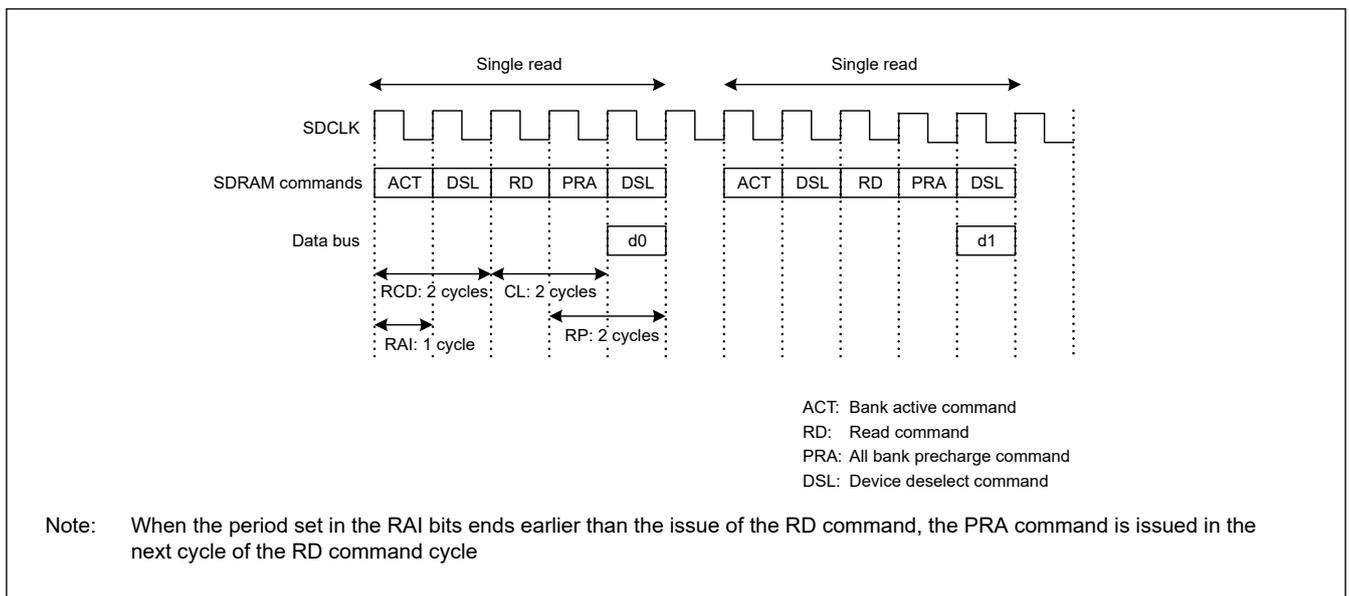 Single read Single read
SDCLK
SDRAM commands ACT DSL RD PRA DSL ACT DSL RD PRA DSL
Data bus d0 d1
RCD: 2 cycles CL: 2 cycles
RP: 2 cycles
RAI: 1 cycle
ACT: Bank active command
RD: Read command
PRA: All bank precharge command
DSL: Device deselect command
Note: When the period set in the RAI bits ends earlier than the issue of the RD command, the PRA command is issued in the
next cycle of the RD command cycle